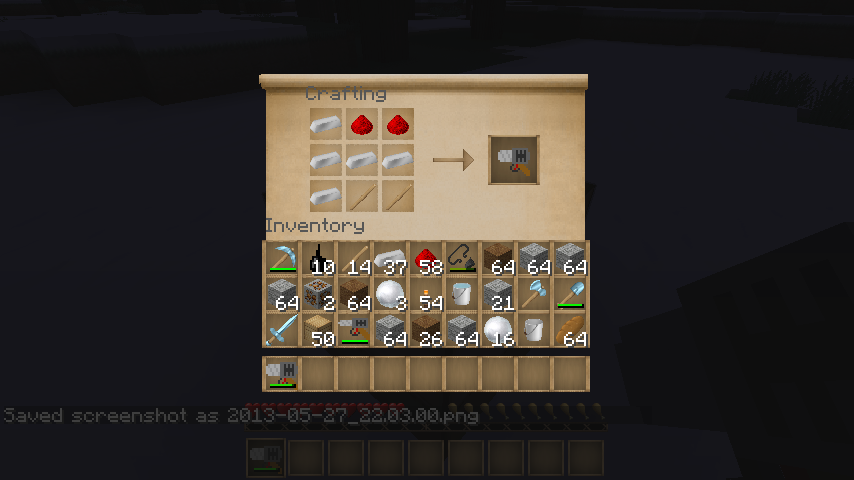 Crafting
Inventory
10 14 37 58 64 64 64
64 2 64 3 54 21
50 64 26 64 16 64
Saved screenshot as 2013-05-27_22.03.00.png